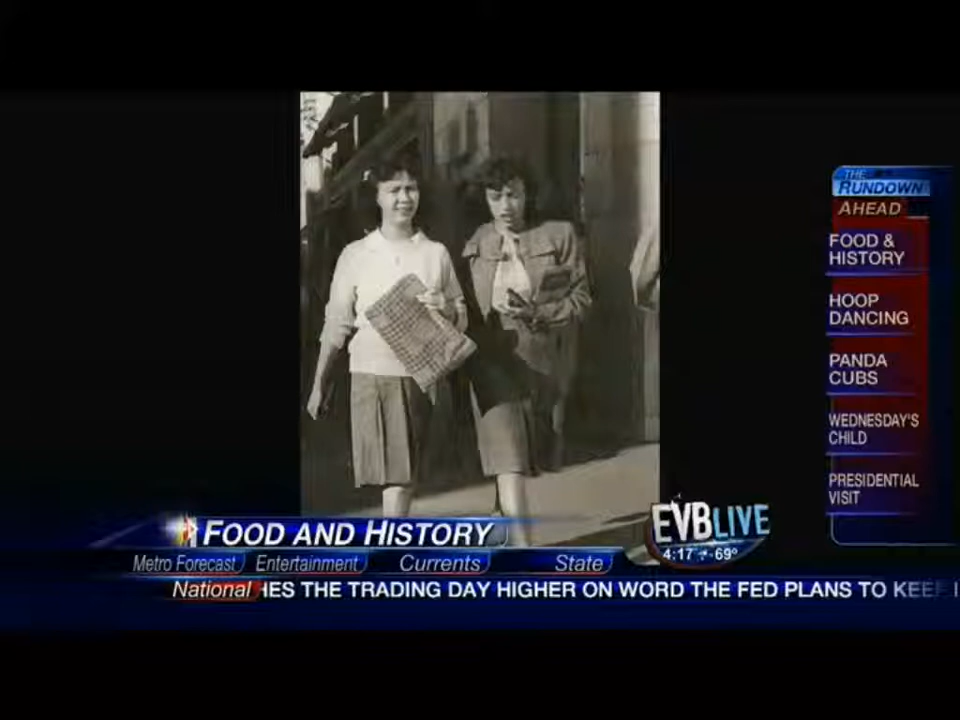 THE
RUNDOWN
AHEAD
FOOD &
HISTORY
HOOP
DANCING
PANDA
CUBS
WEDNESDAY'S
CHILD
PRESIDENTIAL
VISIT
FOOD AND HISTORY
EVBLIVE
4:17 69°
Metro Forecast Entertainment Currents State
National HES THE TRADING DAY HIGHER ON WORD THE FED PLANS TO KEEP